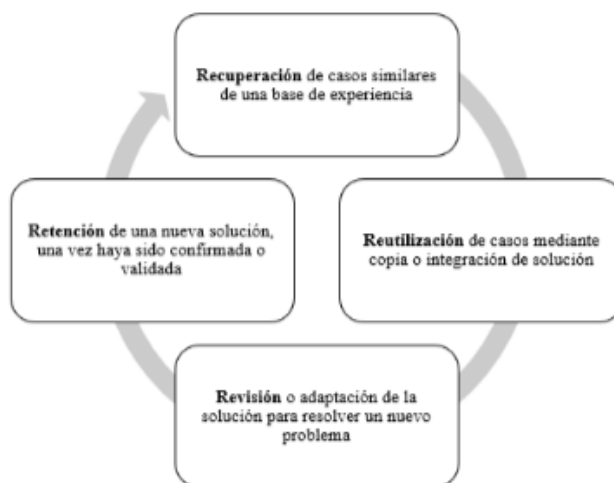 Recuperación de casos similares
de una base de experiencia
Reutilización de casos mediante
copia o integración de solución
Revisión o adaptación de la
solución para resolver un nuevo
problema
Retención de una nueva solución,
una vez haya sido confirmada o
validada